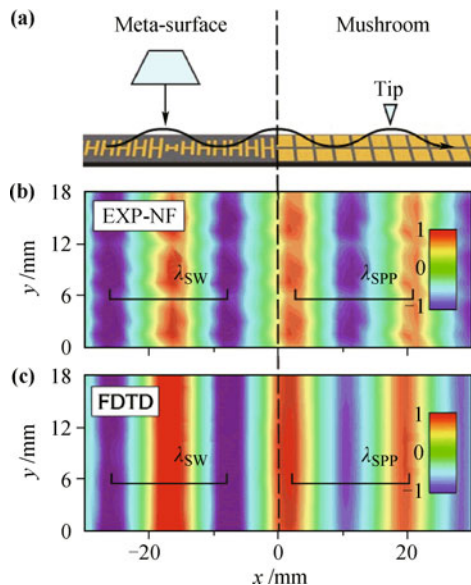 (a)
Meta-surface
Mushroom
Tip
(b)
18
12
6
0
y/mm
EXP-NF
λSW
λSPP
1
0
−1
(c)
18
12
6
0
y/mm
FDTD
λSW
λSPP
1
0
−1
−20
0
20
x/mm